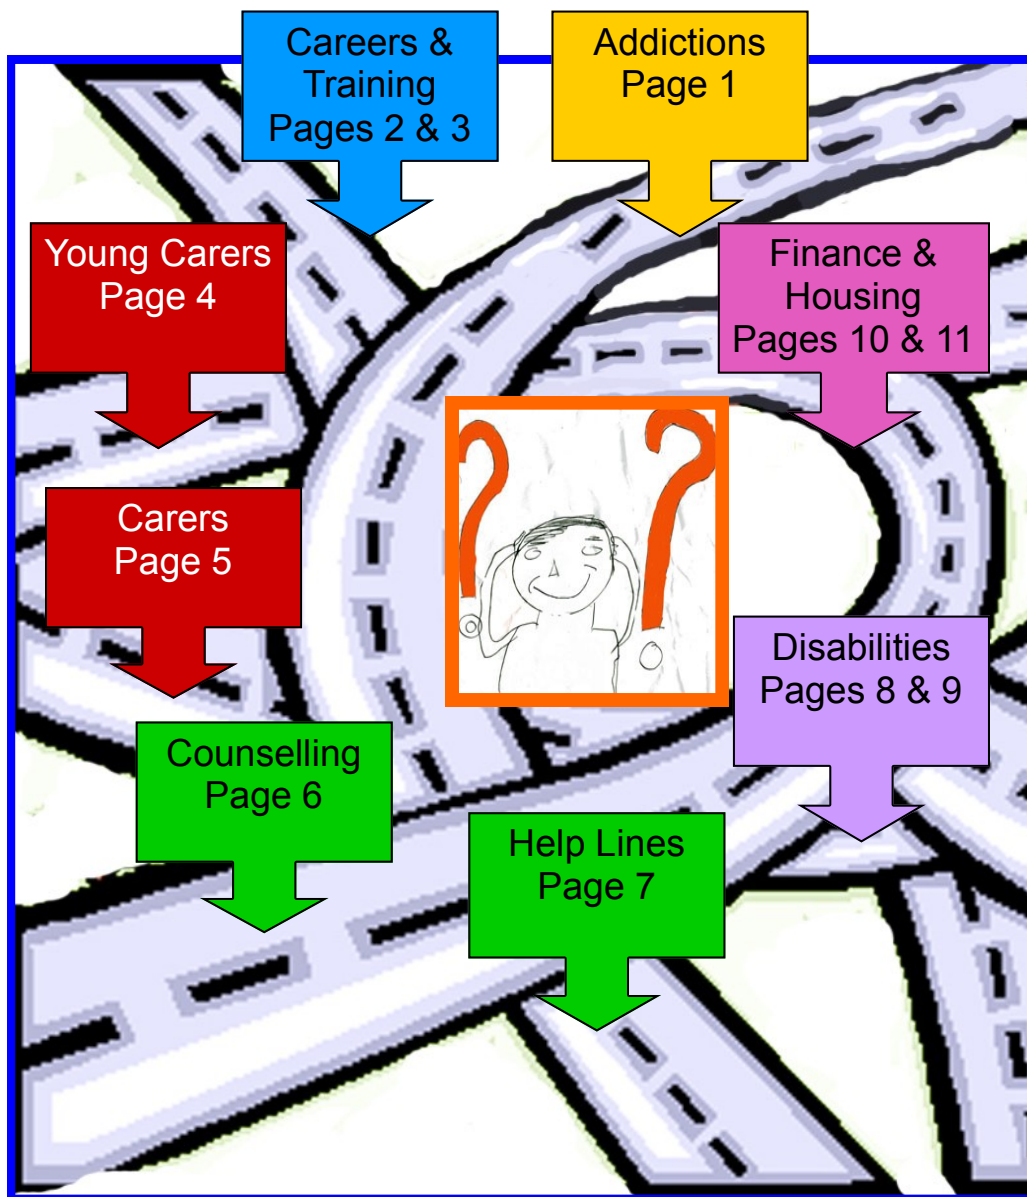 Careers &
Training
Pages 2 & 3
Addictions
Page 1
Young Carers
Page 4
Finance &
Housing
Pages 10 & 11
Carers
Page 5
Disabilities
Pages 8 & 9
Counselling
Page 6
Help Lines
Page 7
? ?